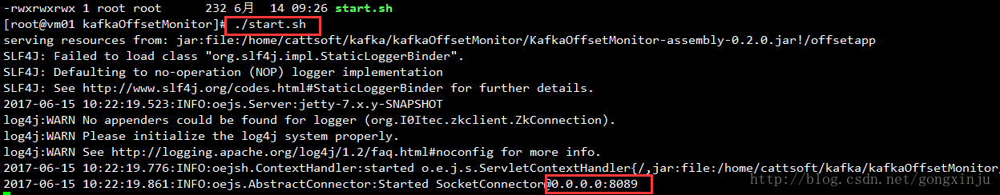 -rwxrwxrwx 1 root root      232 6月  14 09:26 start.sh
[root@vm01 kafkaOffsetMonitor]# ./start.sh
serving resources from: jar:file:/home/cattsoft/kafka/kafkaOffsetMonitor/KafkaOffsetMonitor-assembly-0.2.0.jar!/offsetapp
SLF4J: Failed to load class "org.slf4j.impl.StaticLoggerBinder".
SLF4J: Defaulting to no-operation (NOP) logger implementation
SLF4J: See http://www.slf4j.org/codes.html#StaticLoggerBinder for further details.
2017-06-15 10:22:19.523:INFO:oejs.Server:jetty-7.x.y-SNAPSHOT
log4j:WARN No appenders could be found for logger (org.I0Itec.zkclient.ZkConnection).
log4j:WARN Please initialize the log4j system properly.
log4j:WARN See http://logging.apache.org/log4j/1.2/faq.html#noconfig for more info.
2017-06-15 10:22:19.776:INFO:oejsh.ContextHandler:started o.e.j.s.ServletContextHandler{/,jar:file:/home/cattsoft/kafka/kafkaOffsetMonitor
2017-06-15 10:22:19.861:INFO:oejs.AbstractConnector:Started SocketConnector@0.0.0.0:8089
http://blog.csdn.net/gongxinju